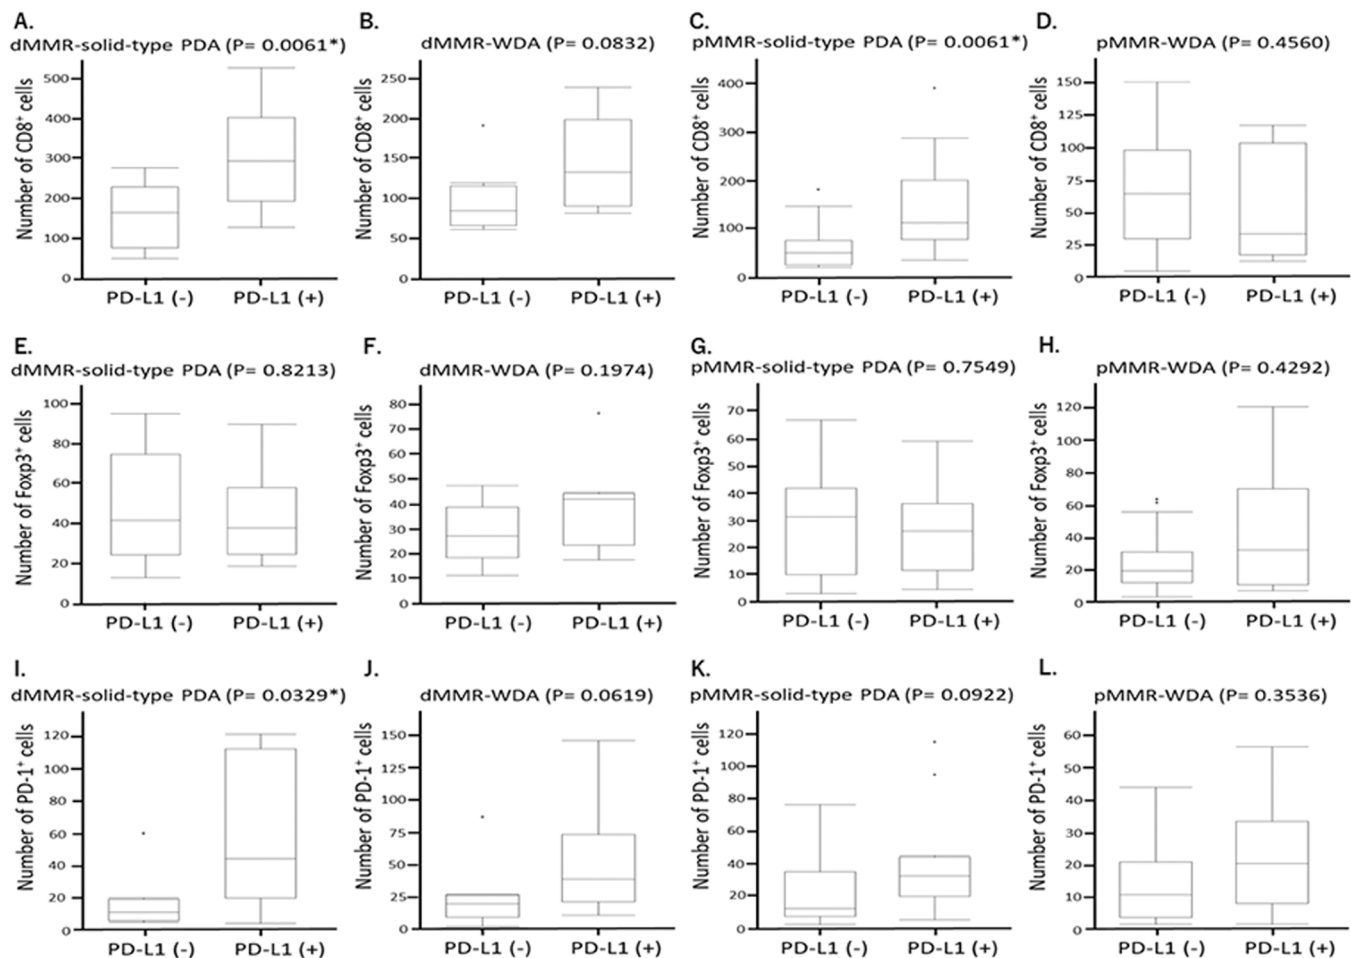 A.
dMMR-solid-type PDA (P= 0.0061*)
Number of CD8+ cells
500
400
300
200
100
0
PD-L1 (-) PD-L1 (+)
B.
dMMR-WDA (P= 0.0832)
Number of CD8+ cells
250
200
150
100
50
0
PD-L1 (-) PD-L1 (+)
C.
pMMR-solid-type PDA (P= 0.0061*)
Number of CD8+ cells
400
300
200
100
0
PD-L1 (-) PD-L1 (+)
D.
pMMR-WDA (P= 0.4560)
Number of CD8+ cells
150
125
100
75
50
25
0
PD-L1 (-) PD-L1 (+)
E.
dMMR-solid-type PDA (P= 0.8213)
Number of Foxp3+ cells
100
80
60
40
20
0
PD-L1 (-) PD-L1 (+)
F.
dMMR-WDA (P= 0.1974)
Number of Foxp3+ cells
80
70
60
50
40
30
20
10
0
PD-L1 (-) PD-L1 (+)
G.
pMMR-solid-type PDA (P= 0.7549)
Number of Foxp3+ cells
70
60
50
40
30
20
10
0
PD-L1 (-) PD-L1 (+)
H.
pMMR-WDA (P= 0.4292)
Number of Foxp3+ cells
120
100
80
60
40
20
0
PD-L1 (-) PD-L1 (+)
I.
dMMR-solid-type PDA (P= 0.0329*)
Number of PD-1+ cells
120
100
80
60
40
20
0
PD-L1 (-) PD-L1 (+)
J.
dMMR-WDA (P= 0.0619)
Number of PD-1+ cells
150
125
100
75
50
25
0
PD-L1 (-) PD-L1 (+)
K.
pMMR-solid-type PDA (P= 0.0922)
Number of PD-1+ cells
120
100
80
60
40
20
0
PD-L1 (-) PD-L1 (+)
L.
pMMR-WDA (P= 0.3536)
Number of PD-1+ cells
60
50
40
30
20
10
0
PD-L1 (-) PD-L1 (+)